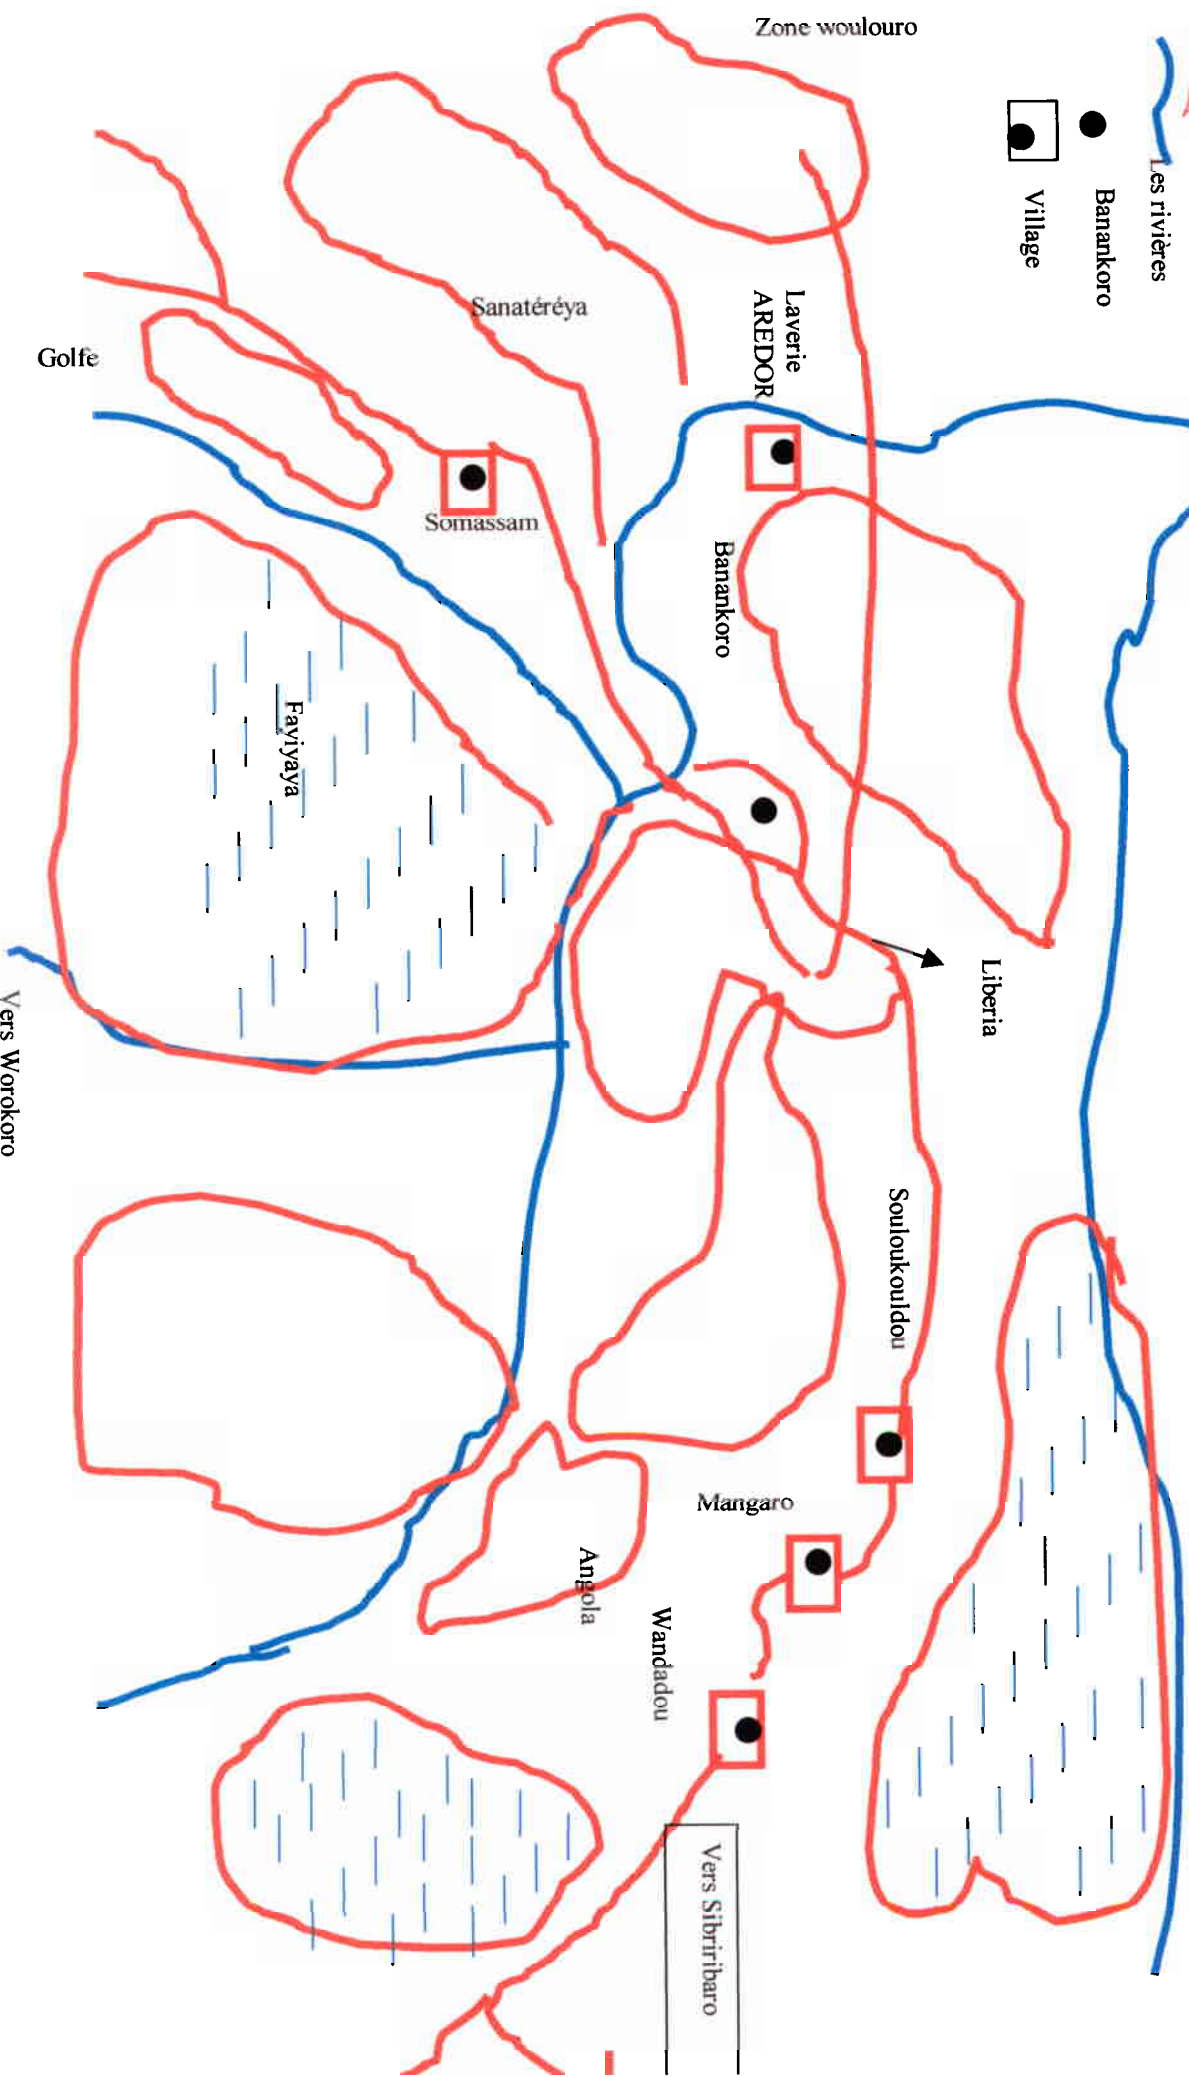 Zone woulouro
Les rivières
Banankoro
Village
Laverie
AREDOR
Sanatéréya
Golfe
Somassam
Banankoro
Fayiyaya
Liberia
Vers Worokoro
Souloukouldou
Mangaro
Angola
Wandadou
Vers Sibriribaro